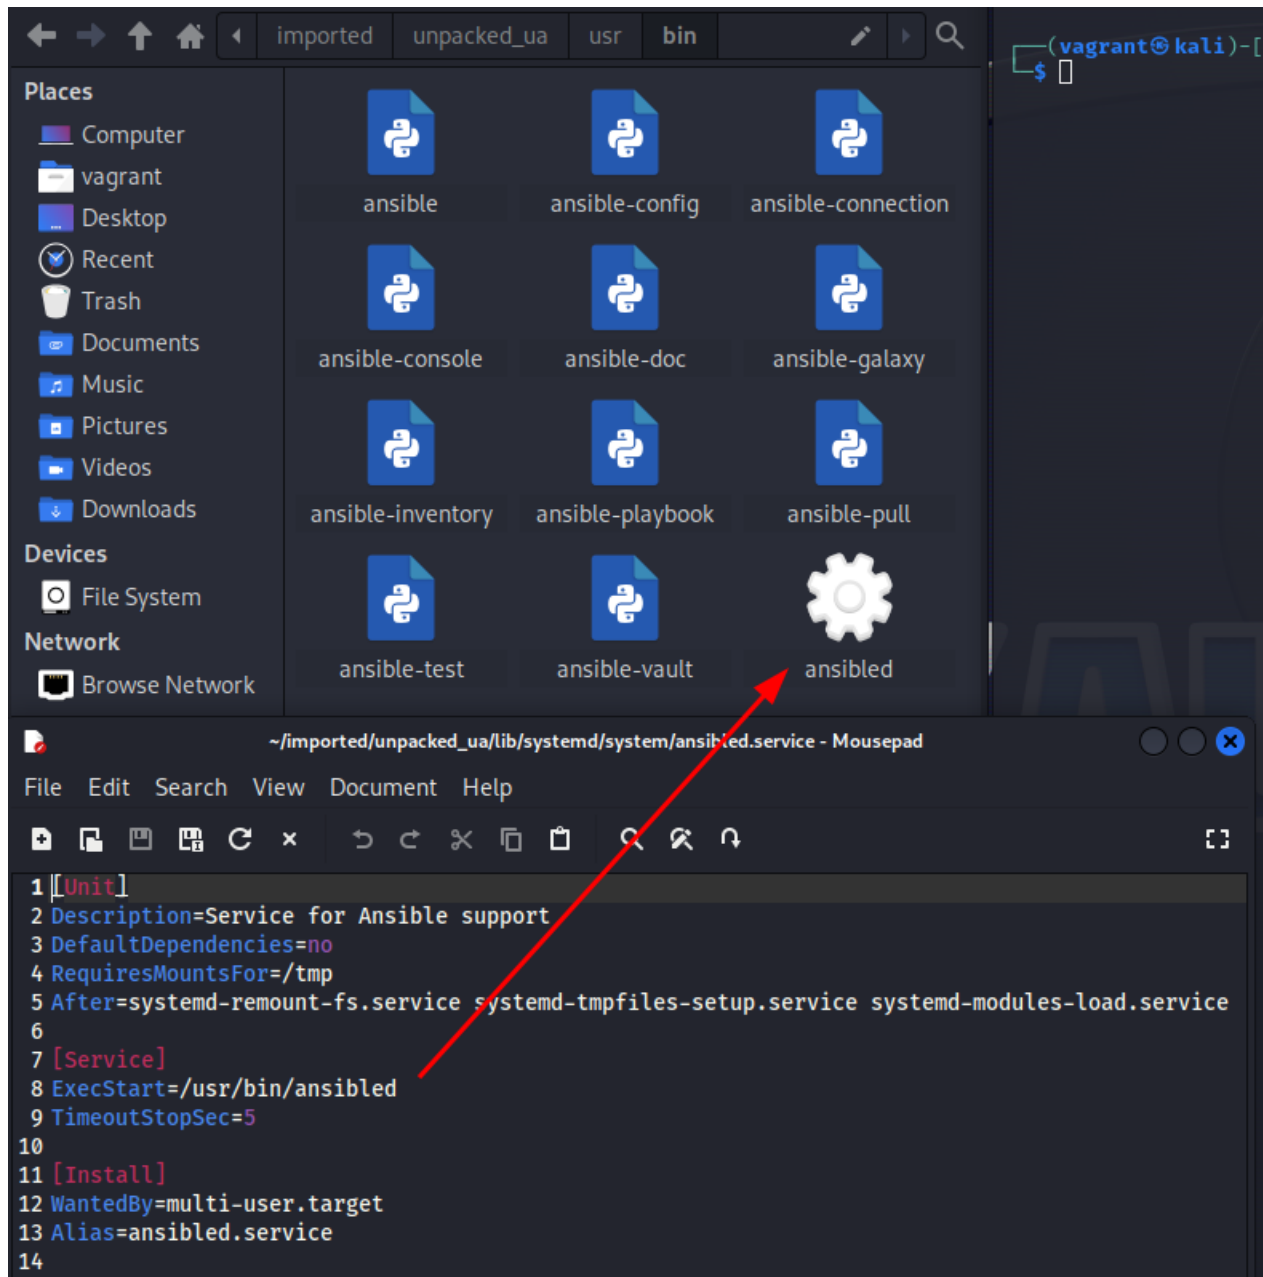 imported unpacked_ua usr bin
(vagrant㉿kali)-[
$
Places
Computer
vagrant
Desktop
Recent
Trash
Documents
Music
Pictures
Videos
Downloads
Devices
File System
Network
Browse Network
ansible ansible-config ansible-connection
ansible-console ansible-doc ansible-galaxy
ansible-inventory ansible-playbook ansible-pull
ansible-test ansible-vault ansibled
~/imported/unpacked_ua/lib/systemd/system/ansibled.service - Mousepad
File Edit Search View Document Help
1 [Unit]
2 Description=Service for Ansible support
3 DefaultDependencies=no
4 RequiresMountsFor=/tmp
5 After=systemd-remount-fs.service systemd-tmpfiles-setup.service systemd-modules-load.service
6
7 [Service]
8 ExecStart=/usr/bin/ansibled
9 TimeoutStopSec=5
10
11 [Install]
12 WantedBy=multi-user.target
13 Alias=ansibled.service
14